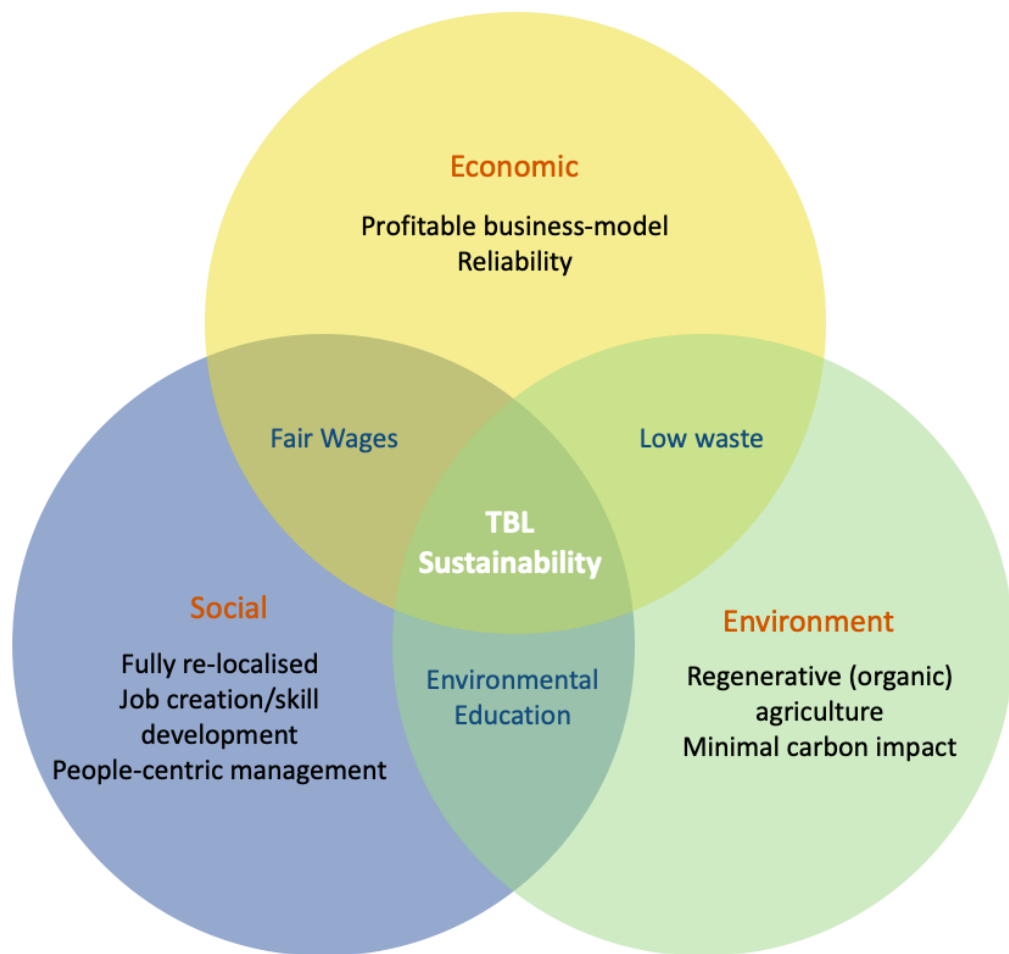 Economic
Profitable business-model
Reliability
Fair Wages
Low waste
TBL
Sustainability
Social
Fully re-localised
Job creation/skill
development
People-centric management
Environmental
Education
Environment
Regenerative (organic)
agriculture
Minimal carbon impact